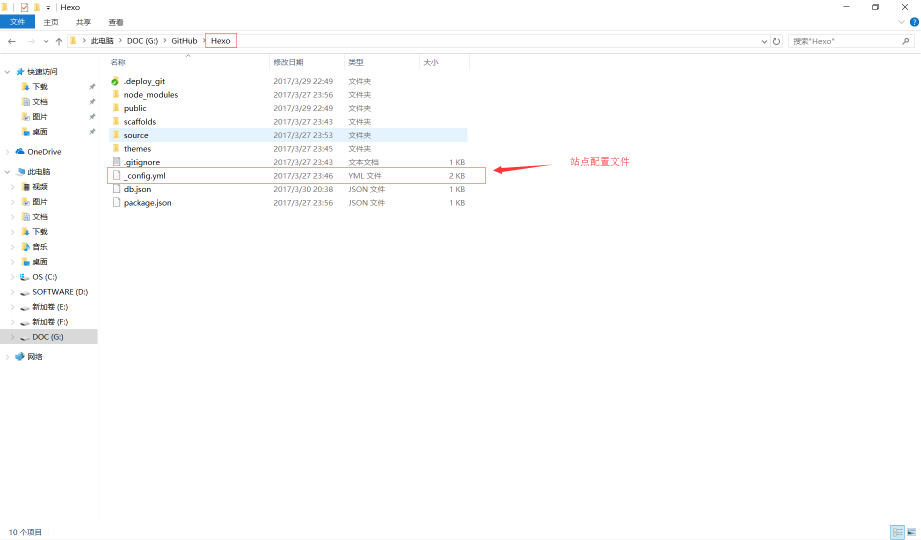 Hexo
文件 主页 共享 查看
此电脑 DOC (G:) GitHub Hexo
搜索"Hexo"
名称 修改日期 类型 大小
快速访问
下载
文档
图片
桌面
OneDrive
此电脑
视频
图片
文档
下载
音乐
桌面
OS (C:)
SOFTWARE (D:)
新加卷 (E:)
新加卷 (F:)
DOC (G:)
网络
.deploy_git 2017/3/29 22:49 文件夹
node_modules 2017/3/27 23:56 文件夹
public 2017/3/29 22:49 文件夹
scaffolds 2017/3/27 23:43 文件夹
source 2017/3/27 23:53 文件夹
themes 2017/3/27 23:45 文件夹
.gitignore 2017/3/27 23:43 文本文档 1 KB
_config.yml 2017/3/27 23:46 YML 文件 2 KB
db.json 2017/3/30 20:38 JSON 文件 1 KB
package.json 2017/3/27 23:56 JSON 文件 1 KB
站点配置文件
10 个项目